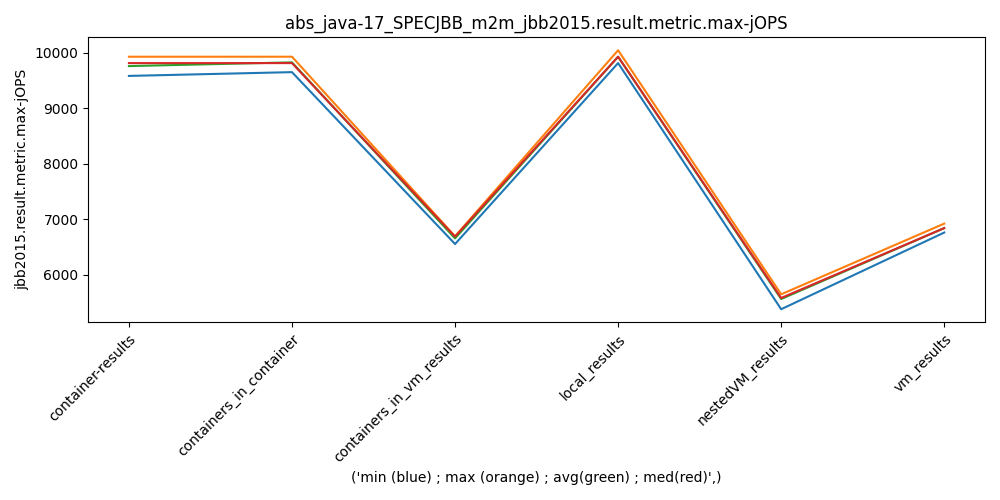 abs_java-17_SPECJBB_m2m_jbb2015.result.metric.max-jOPS
jbb2015.result.metric.max-jOPS
10000
9000
8000
7000
6000
container-results
containers_in_container
containers_in_vm_results
local_results
nestedVM_results
vm_results
('min (blue) ; max (orange) ; avg(green) ; med(red)',)